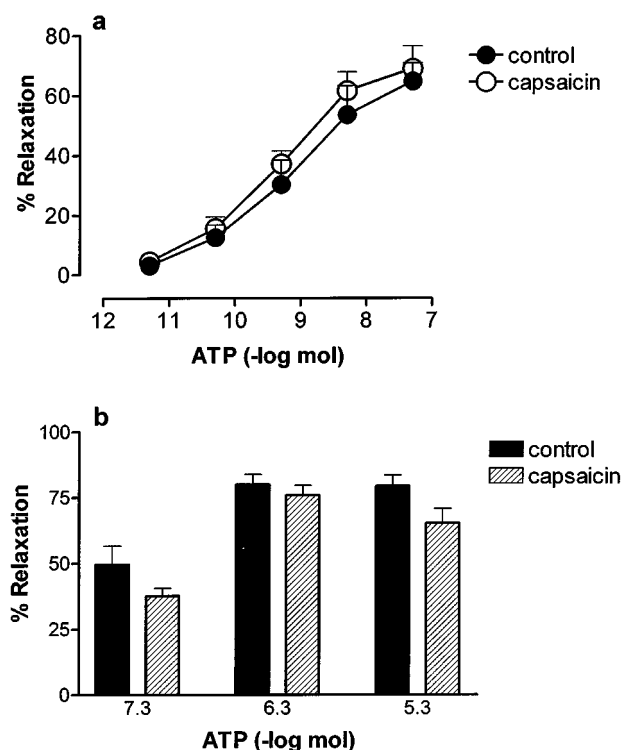 a
80
60
40
20
0
% Relaxation
control
capsaicin
12 11 10 9 8 7
ATP (-log mol)
b
100
75
50
25
0
% Relaxation
control
capsaicin
7.3 6.3 5.3
ATP (-log mol)